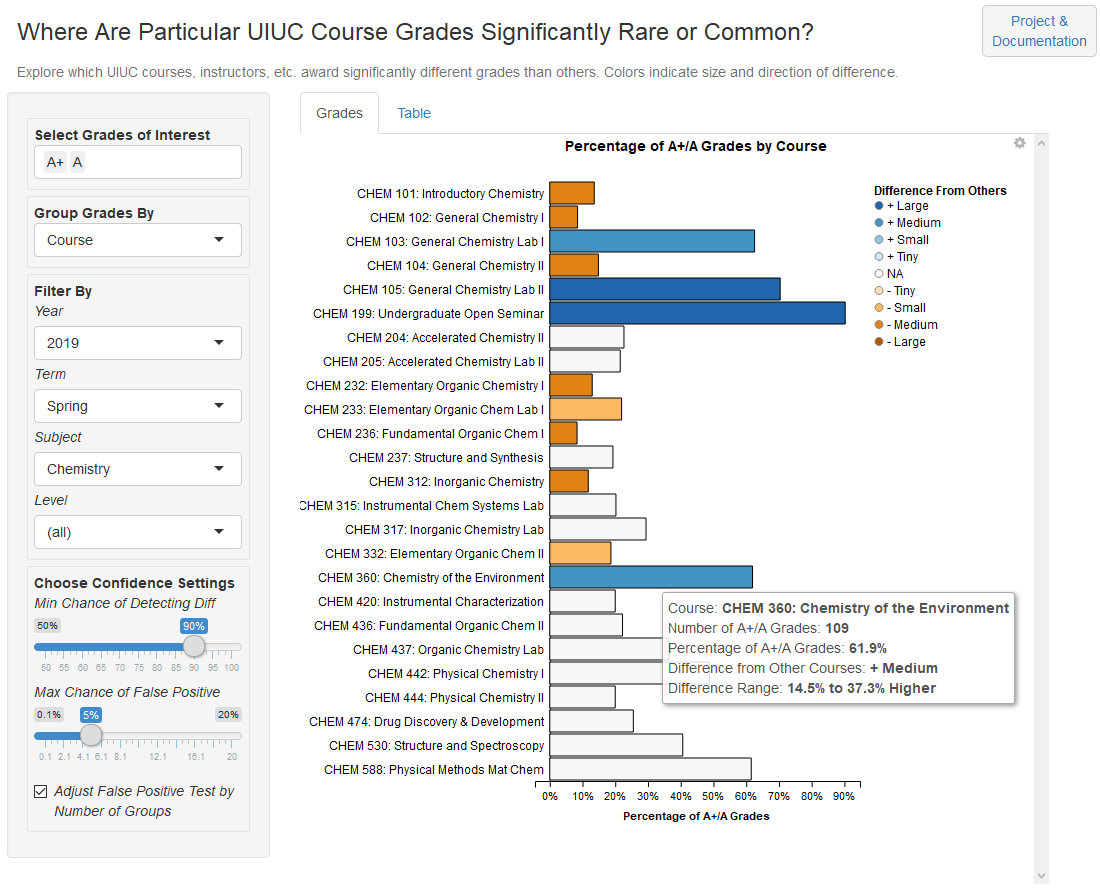 Where Are Particular UIUC Course Grades Significantly Rare or Common?
Project &
Documentation
Explore which UIUC courses, instructors, etc. award significantly different grades than others. Colors indicate size and direction of difference.
Select Grades of Interest
A+ A
Group Grades By
Course
Filter By
Year
2019
Term
Spring
Subject
Chemistry
Level
(all)
Choose Confidence Settings
Min Chance of Detecting Diff
50% 90%
50 55 60 65 70 75 80 85 90 95 100
Max Chance of False Positive
0.1% 5% 20%
0.1 2.1 4.1 6.1 8.1 12.1 16.1 20
Adjust False Positive Test by
Number of Groups
Grades Table
Percentage of A+/A Grades by Course
CHEM 101: Introductory Chemistry
CHEM 102: General Chemistry I
CHEM 103: General Chemistry Lab I
CHEM 104: General Chemistry II
CHEM 105: General Chemistry Lab II
CHEM 199: Undergraduate Open Seminar
CHEM 204: Accelerated Chemistry II
CHEM 205: Accelerated Chemistry Lab II
CHEM 232: Elementary Organic Chemistry I
CHEM 233: Elementary Organic Chem Lab I
CHEM 236: Fundamental Organic Chem I
CHEM 237: Structure and Synthesis
CHEM 312: Inorganic Chemistry
CHEM 315: Instrumental Chem Systems Lab
CHEM 317: Inorganic Chemistry Lab
CHEM 332: Elementary Organic Chem II
CHEM 360: Chemistry of the Environment
CHEM 420: Instrumental Characterization
CHEM 436: Fundamental Organic Chem II
CHEM 437: Organic Chemistry Lab
CHEM 442: Physical Chemistry I
CHEM 444: Physical Chemistry II
CHEM 474: Drug Discovery & Development
CHEM 530: Structure and Spectroscopy
CHEM 588: Physical Methods Mat Chem
0% 10% 20% 30% 40% 50% 60% 70% 80% 90%
Percentage of A+/A Grades
Difference From Others
+ Large
+ Medium
+ Small
+ Tiny
NA
- Tiny
- Small
- Medium
- Large
Course: CHEM 360: Chemistry of the Environment
Number of A+/A Grades: 109
Percentage of A+/A Grades: 61.9%
Difference from Other Courses: + Medium
Difference Range: 14.5% to 37.3% Higher